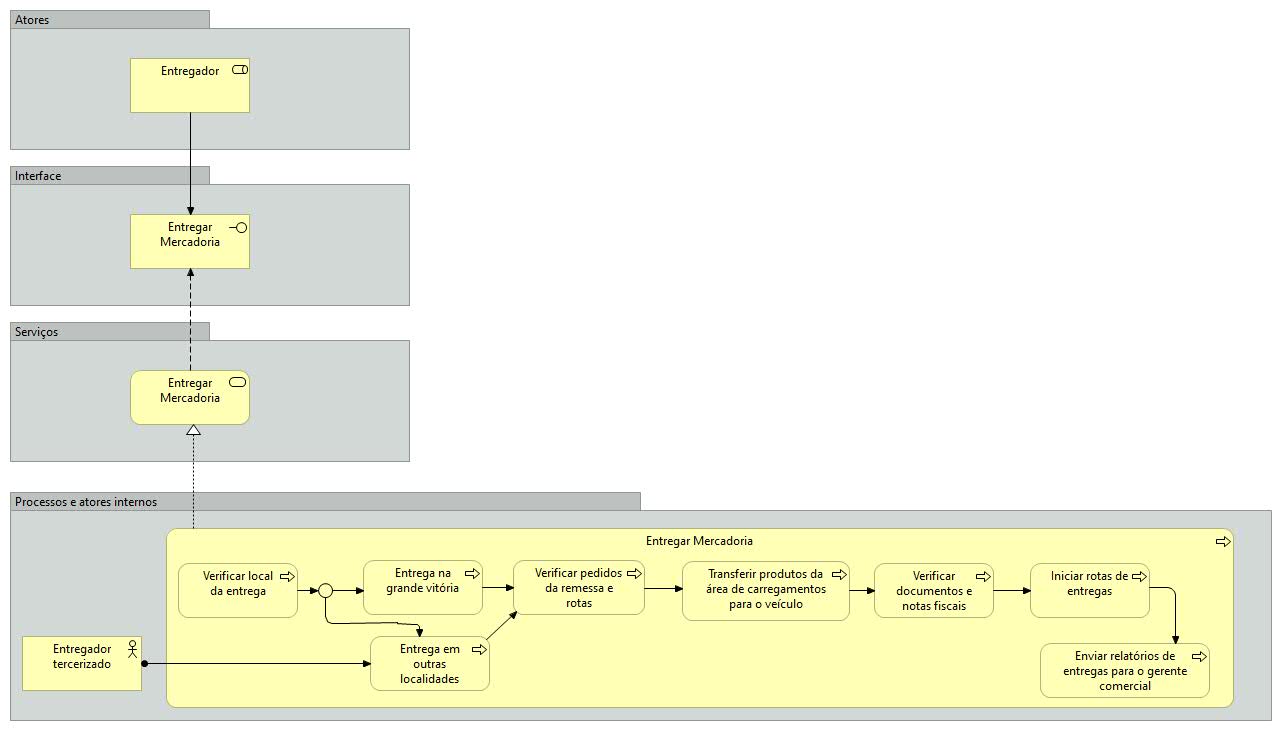 Atores
Entregador
Interface
Entregar
Mercadoria
Serviços
Entregar
Mercadoria
Processos e atores internos
Entregar Mercadoria
Verificar local
da entrega
Entrega na
grande vitória
Verificar pedidos
da remessa e
rotas
Transferir produtos da
área de carregamentos
para o veículo
Verificar
documentos e
notas fiscais
Iniciar rotas de
entregas
Entregador
tercerizado
Entrega em
outras
localidades
Enviar relatórios de
entregas para o gerente
comercial